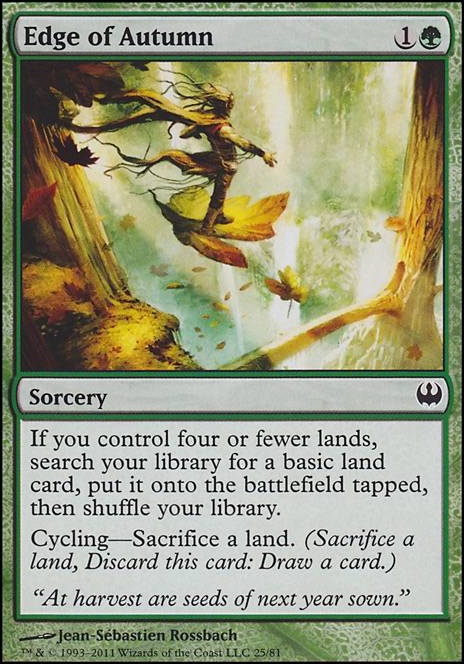 Edge of Autumn 1
Sorcery
If you control four or fewer lands,
search your library for a basic land
card, put it onto the battlefield tapped,
then shuffle your library.
Cycling—Sacrifice a land. (Sacrifice a
land, Discard this card: Draw a card.)
“At harvest are seeds of next year sown.”
Jean-Sébastien Rossbach
™ & © 1993–2011 Wizards of the Coast LLC 25/81